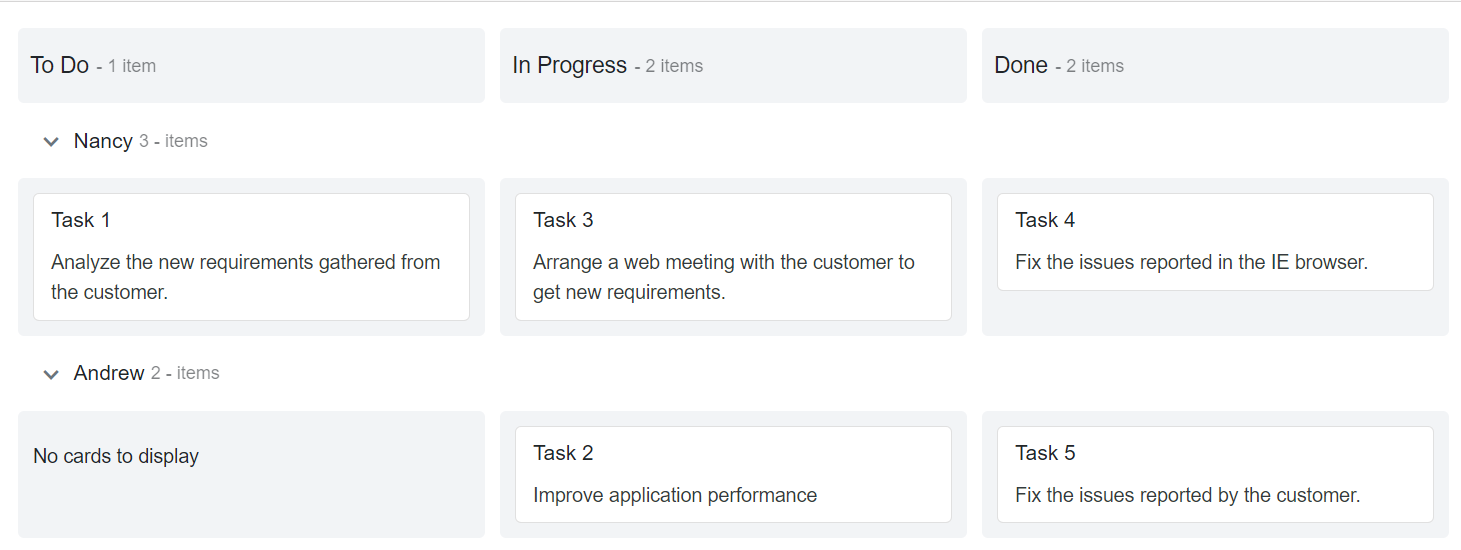 To Do - 1 item
In Progress - 2 items
Done - 2 items
Nancy 3 - items
Task 1
Analyze the new requirements gathered from
the customer.
Task 3
Arrange a web meeting with the customer to
get new requirements.
Task 4
Fix the issues reported in the IE browser.
Andrew 2 - items
No cards to display
Task 2
Improve application performance
Task 5
Fix the issues reported by the customer.